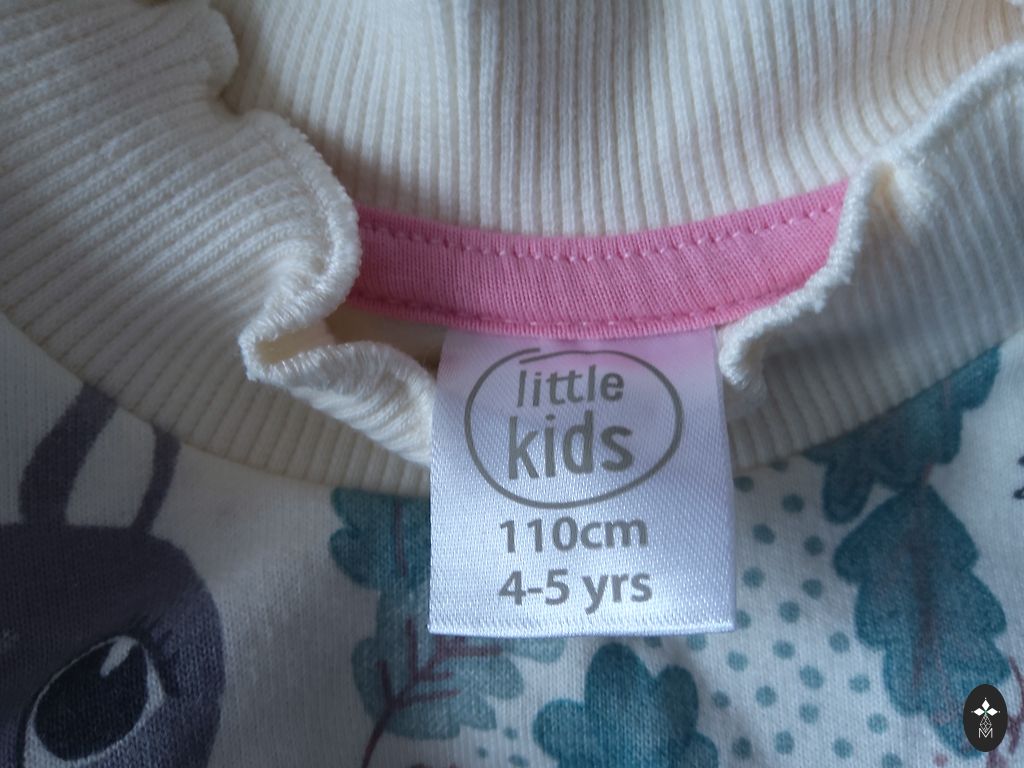 little
kids
110cm
4-5 yrs
M